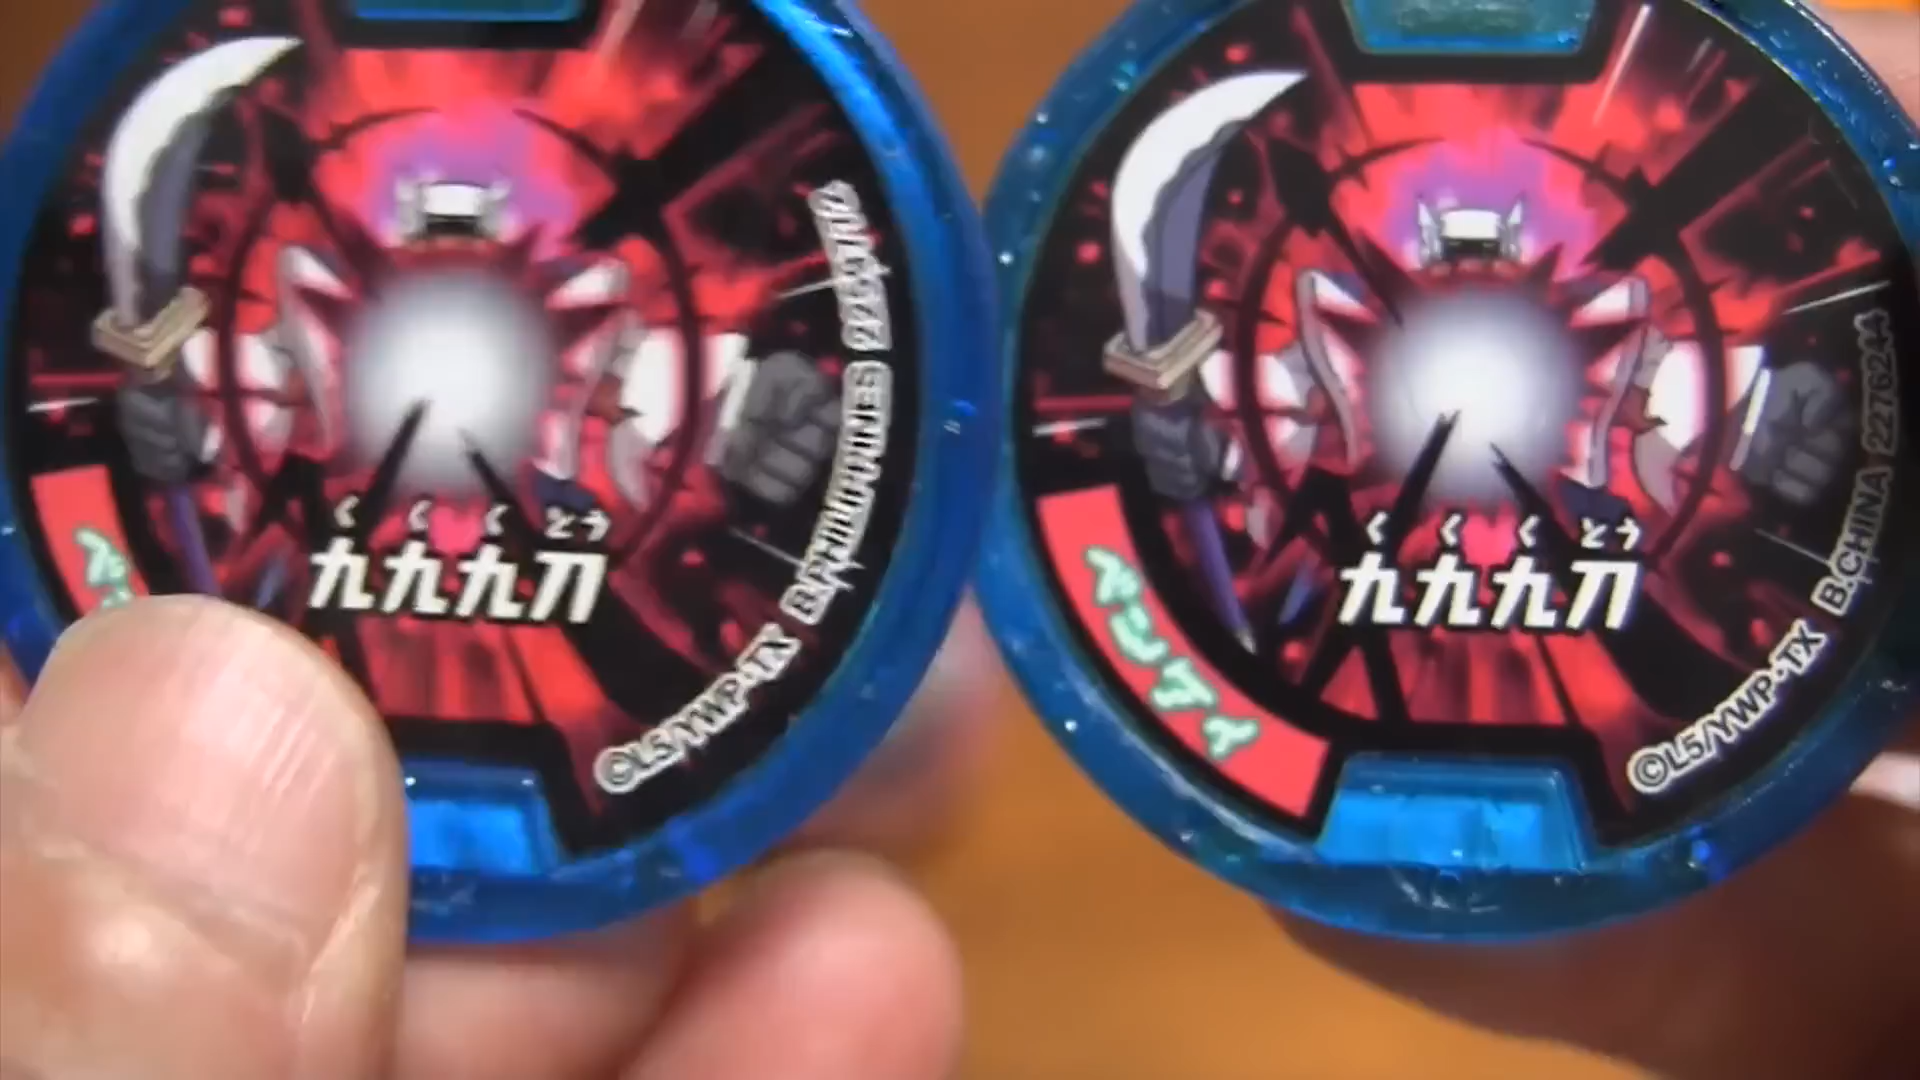 く く く とう
九九九刀
©L5/YWP・TX B.PHILIPPINES
く く く とう
九九九刀
©L5/YWP・TX B.CHINA 2276244